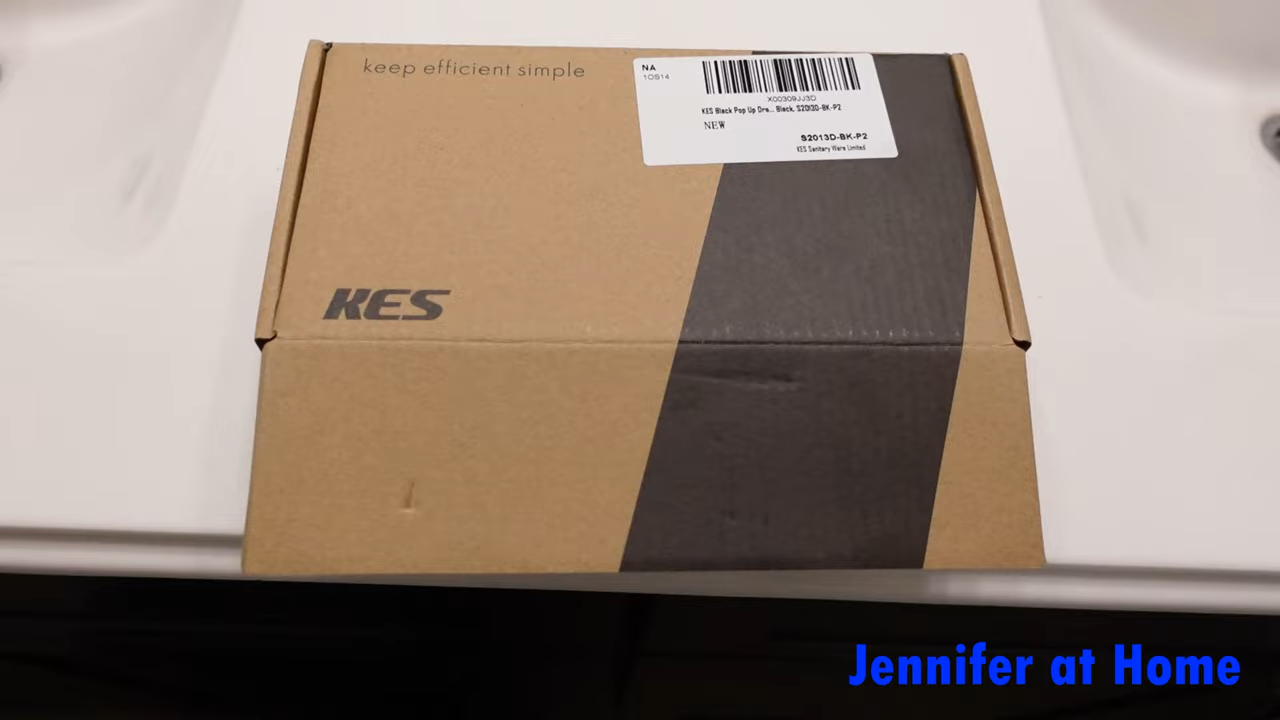 keep efficient simple
NA
1OS14
X00309JJ3D
KES Black Pop Up Dra... Black, S2013D-BK-P2
NEW
S2013D-BK-P2
KES Sanitary Ware Limited
KES
Jennifer at Home